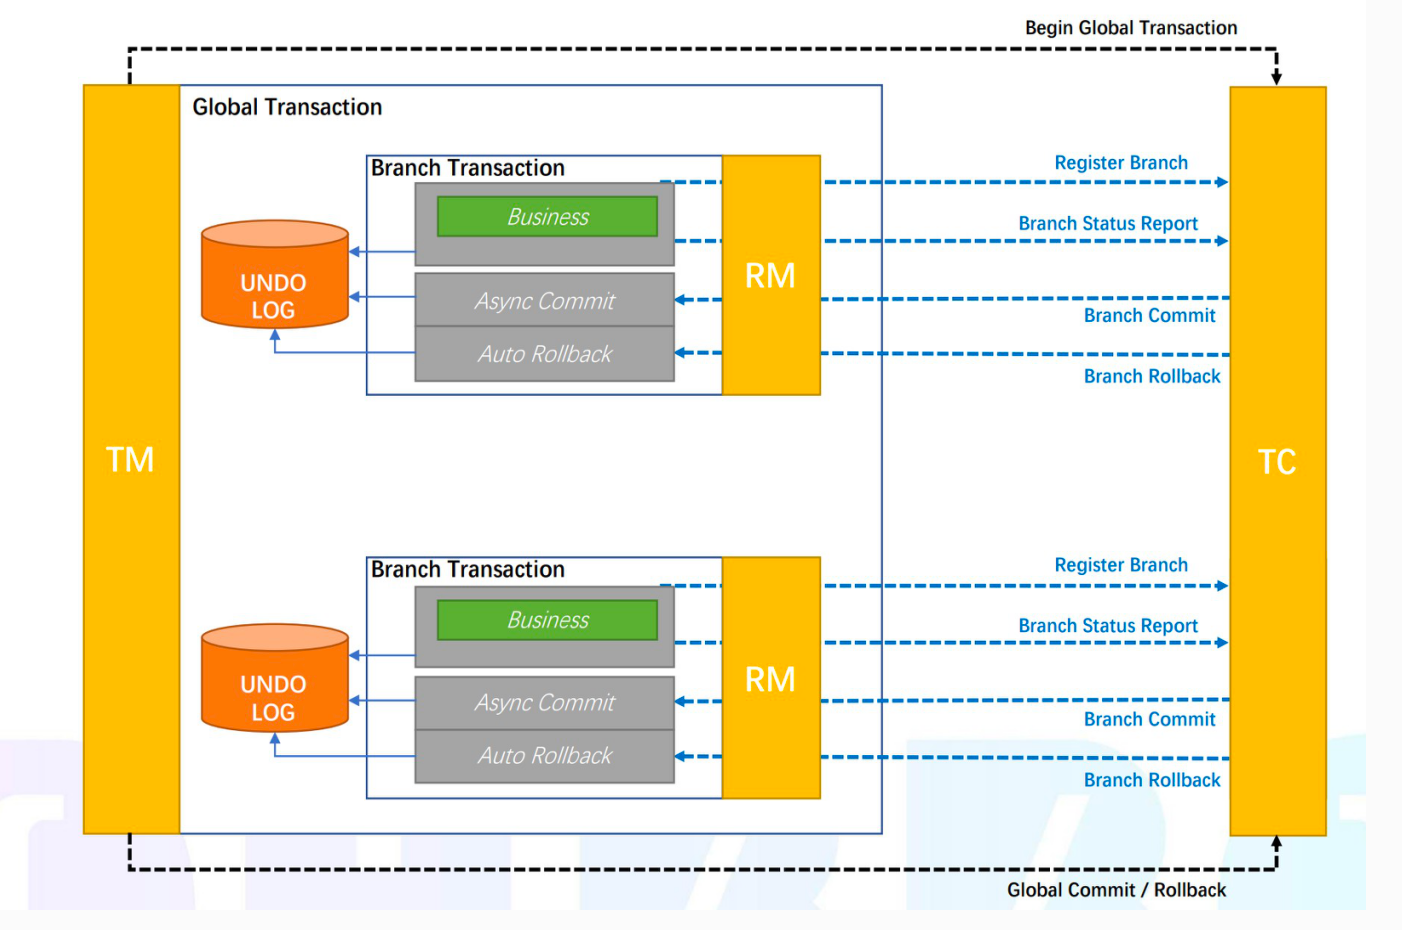 Begin Global Transaction
Global Transaction
Branch Transaction
Business
UNDO
LOG
Async Commit
Auto Rollback
RM
Register Branch
Branch Status Report
Branch Commit
Branch Rollback
TM
TC
Branch Transaction
Business
UNDO
LOG
Async Commit
Auto Rollback
RM
Register Branch
Branch Status Report
Branch Commit
Branch Rollback
Global Commit / Rollback